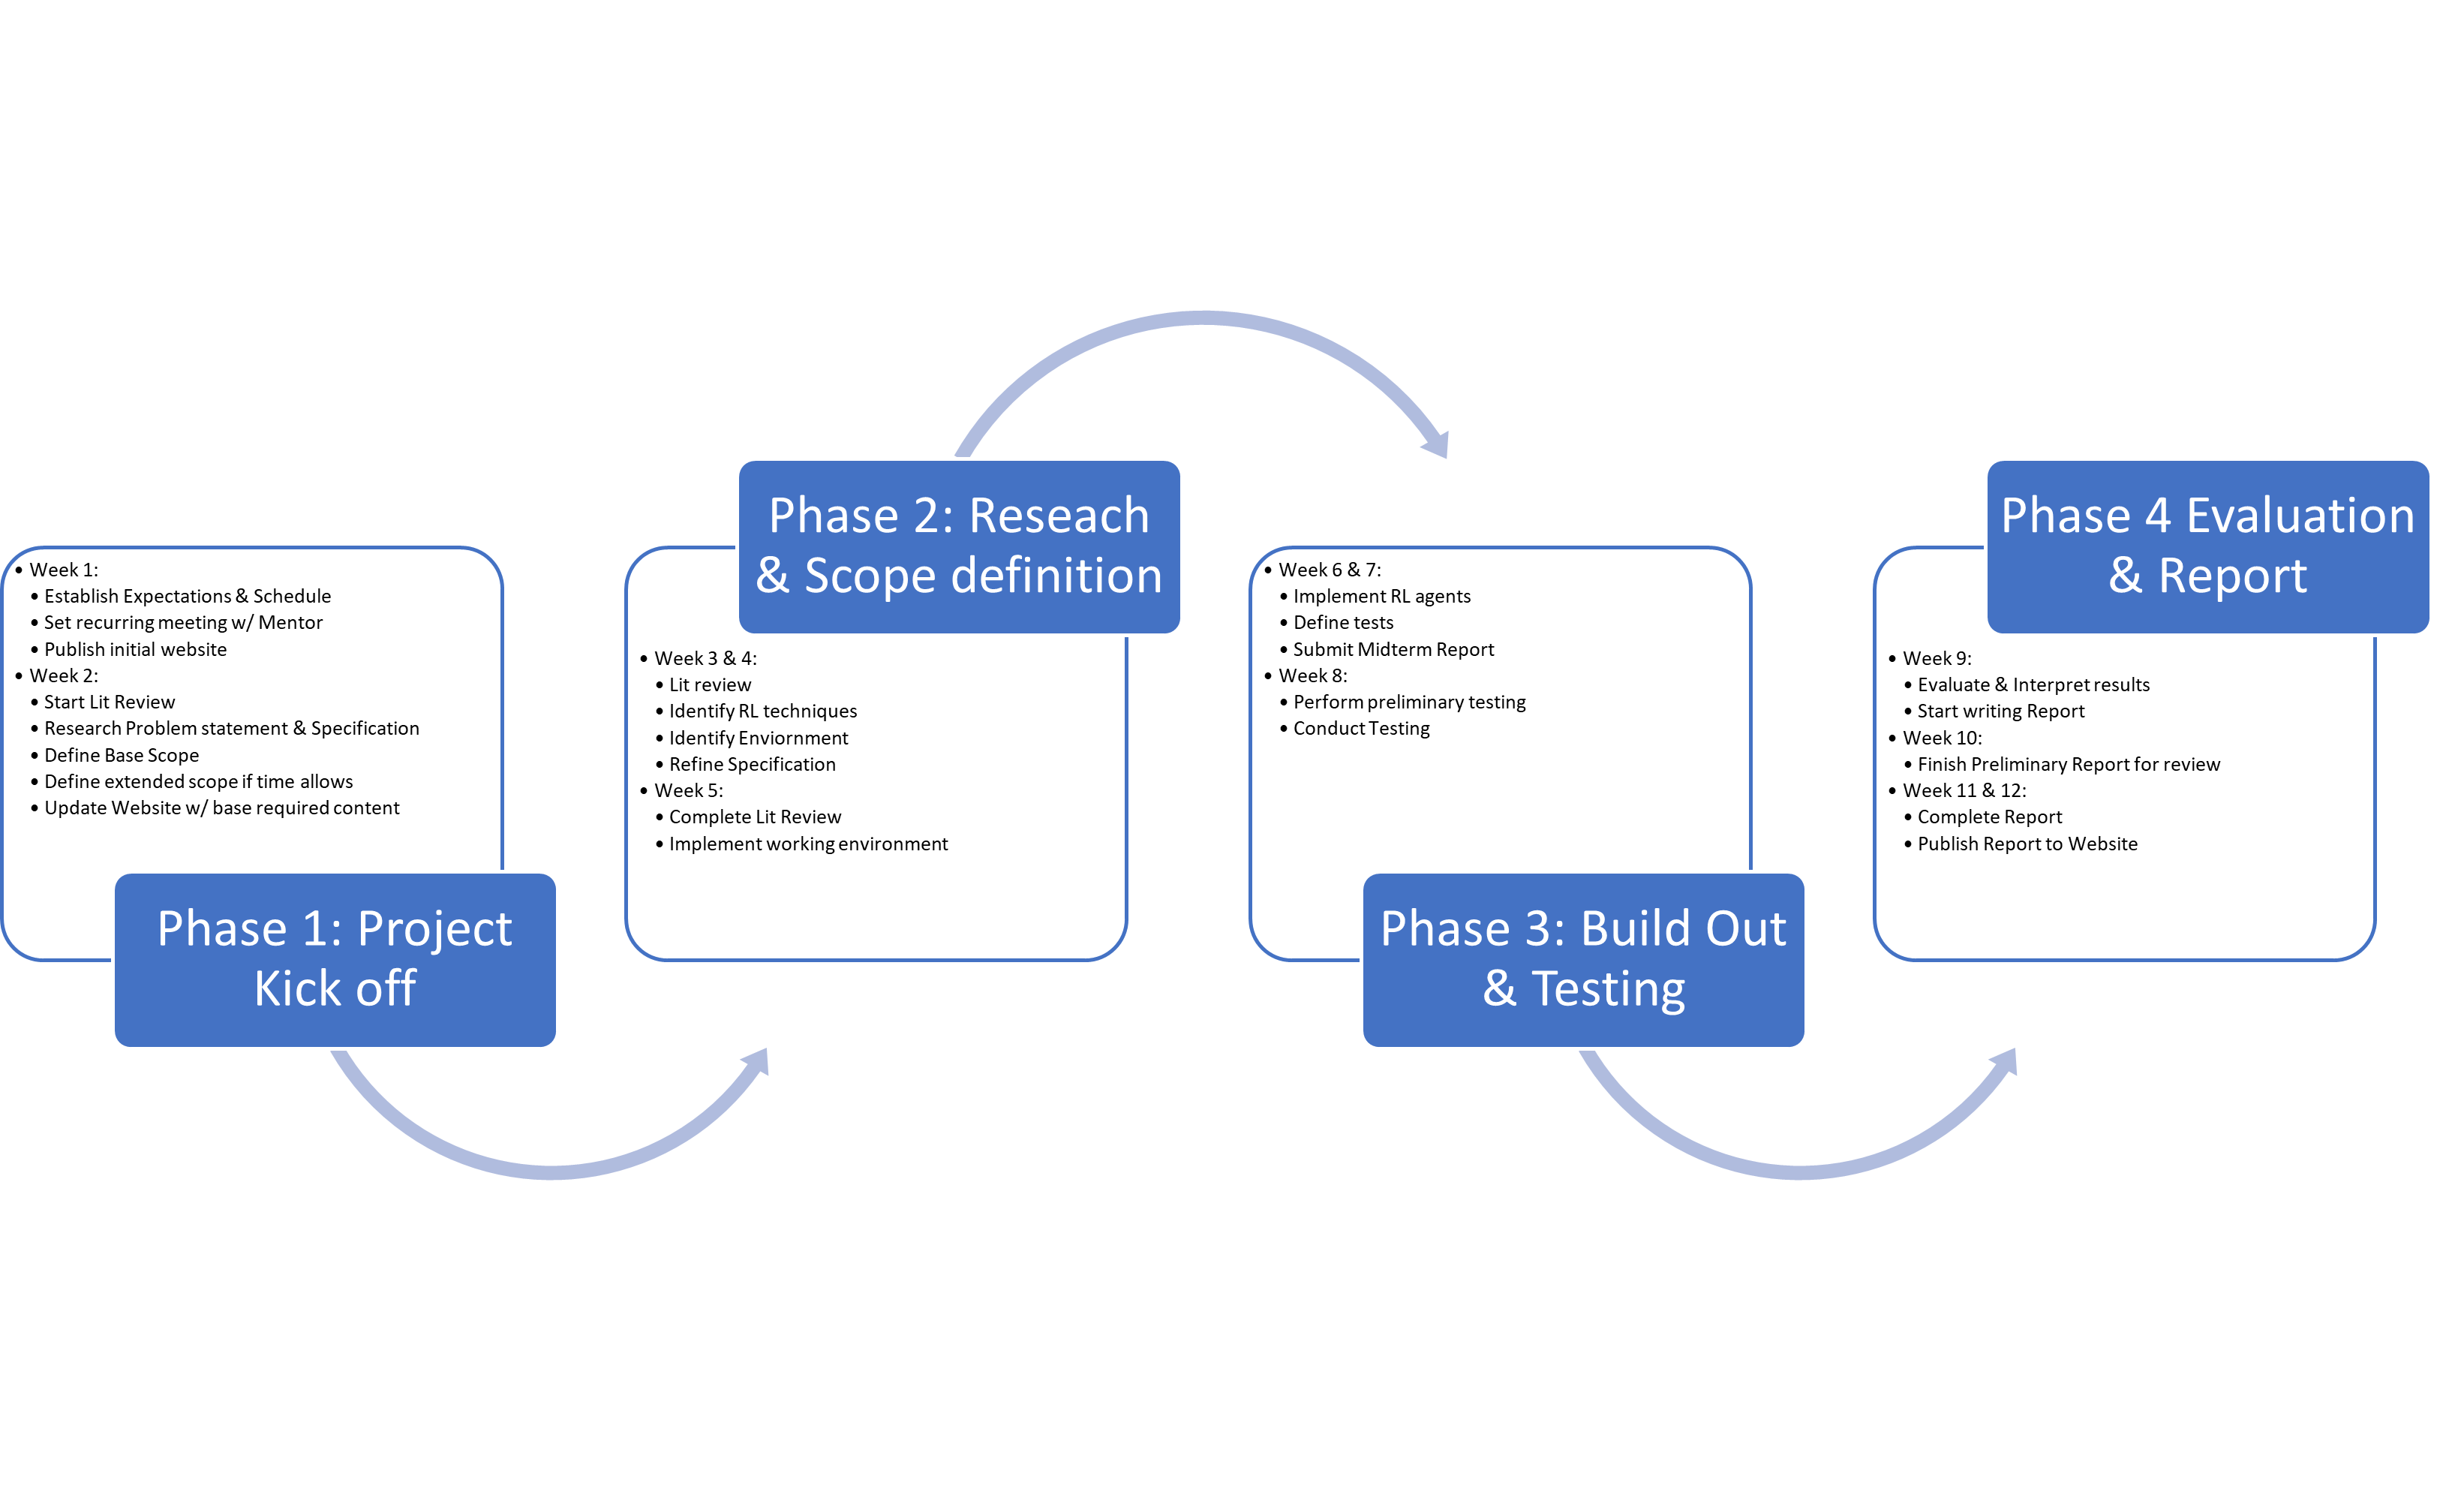 • Week 1:
• Establish Expectations & Schedule
• Set recurring meeting w/ Mentor
• Publish initial website
• Week 2:
• Start Lit Review
• Research Problem statement & Specification
• Define Base Scope
• Define extended scope if time allows
• Update Website w/ base required content
Phase 1: Project
Kick off
Phase 2: Reseach
& Scope definition
• Week 3 & 4:
• Lit review
• Identify RL techniques
• Identify Enviornment
• Refine Specification
• Week 5:
• Complete Lit Review
• Implement working environment
• Week 6 & 7:
• Implement RL agents
• Define tests
• Submit Midterm Report
• Week 8:
• Perform preliminary testing
• Conduct Testing
Phase 3: Build Out
& Testing
Phase 4 Evaluation
& Report
• Week 9:
• Evaluate & Interpret results
• Start writing Report
• Week 10:
• Finish Preliminary Report for review
• Week 11 & 12:
• Complete Report
• Publish Report to Website